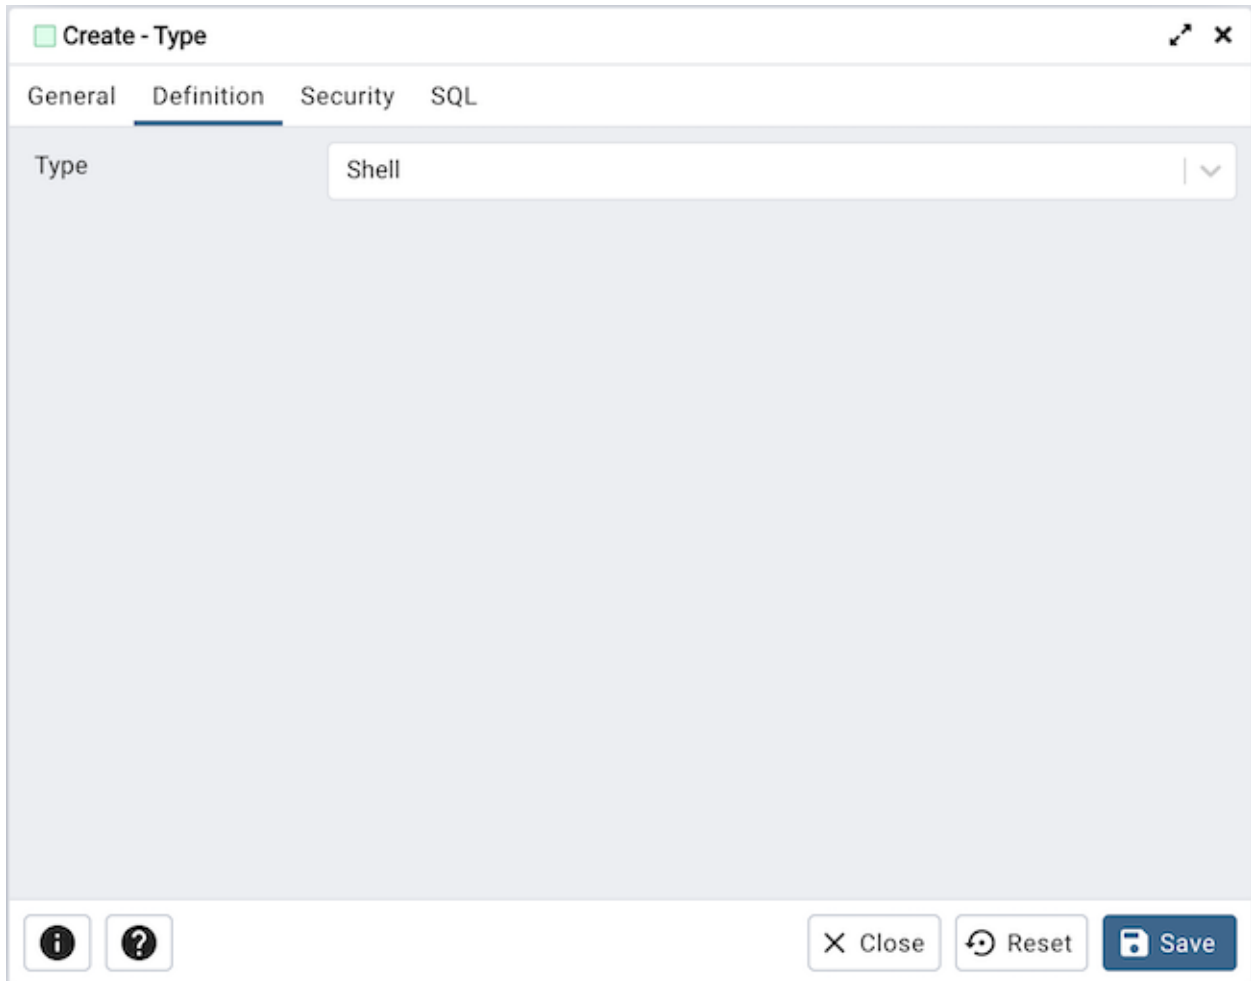 Create - Type
General Definition Security SQL
Type Shell
Close Reset Save